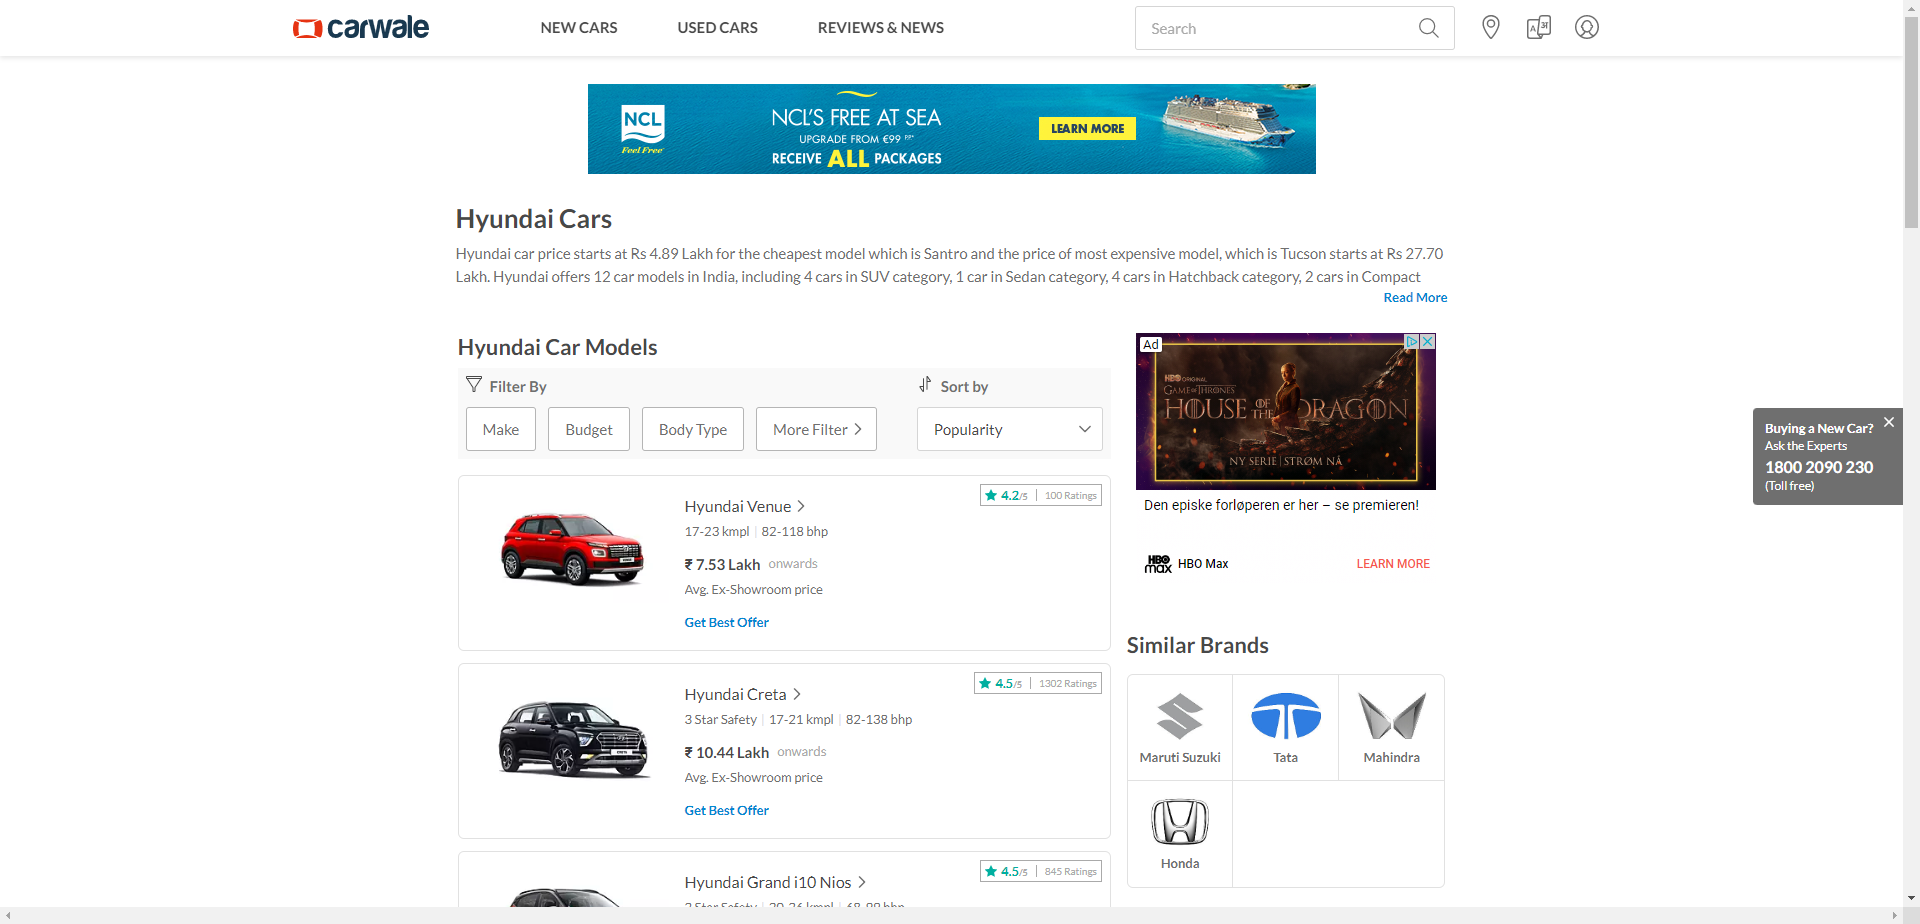 carwale
NEW CARS
USED CARS
REVIEWS & NEWS
Search
NCL
Feel Free
NCL'S FREE AT SEA
UPGRADE FROM €99 PP*
RECEIVE ALL PACKAGES
LEARN MORE
Hyundai Cars
Hyundai car price starts at Rs 4.89 Lakh for the cheapest model which is Santro and the price of most expensive model, which is Tucson starts at Rs 27.70
Lakh. Hyundai offers 12 car models in India, including 4 cars in SUV category, 1 car in Sedan category, 4 cars in Hatchback category, 2 cars in Compact
Read More
Hyundai Car Models
Filter By
Sort by
Make
Budget
Body Type
More Filter
Popularity
Hyundai Venue
4.2/5 | 100 Ratings
17-23 kmpl | 82-118 bhp
₹ 7.53 Lakh onwards
Avg. Ex-Showroom price
Get Best Offer
Hyundai Creta
4.5/5 | 1302 Ratings
3 Star Safety | 17-21 kmpl | 82-138 bhp
₹ 10.44 Lakh onwards
Avg. Ex-Showroom price
Get Best Offer
Hyundai Grand i10 Nios
4.5/5 | 845 Ratings
Ad
HBO ORIGINAL
GAME OF THRONES
HOUSE OF THE DRAGON
NY SERIE | STRØM NÅ
Den episke forløperen er her – se premieren!
HBO max
HBO Max
LEARN MORE
Buying a New Car?
Ask the Experts
1800 2090 230
(Toll free)
Similar Brands
Maruti Suzuki
Tata
Mahindra
Honda